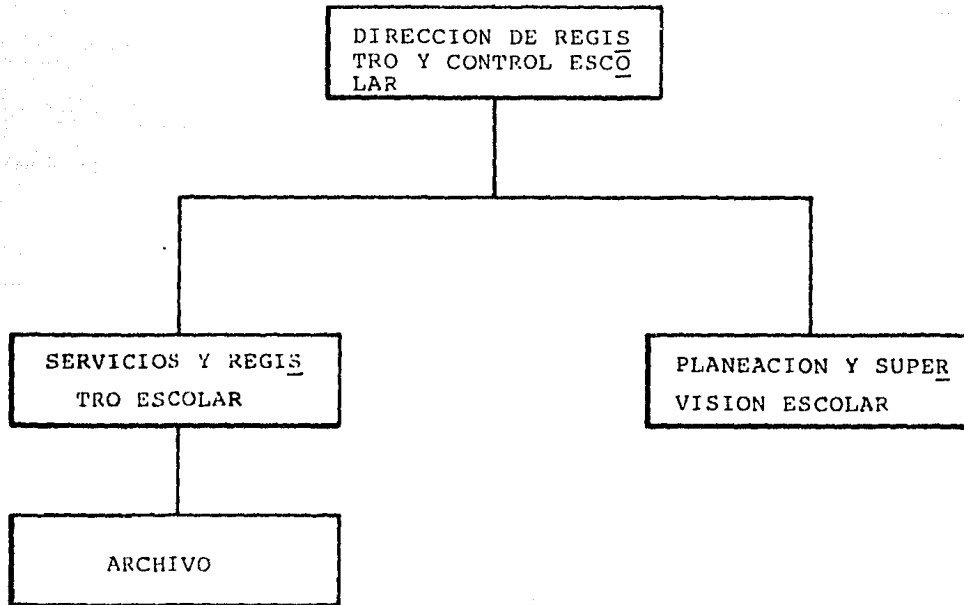 DIRECCION DE REGIS
TRO Y CONTROL ESCO
LAR
SERVICIOS Y REGIS
TRO ESCOLAR
PLANEACION Y SUPER
VISION ESCOLAR
ARCHIVO